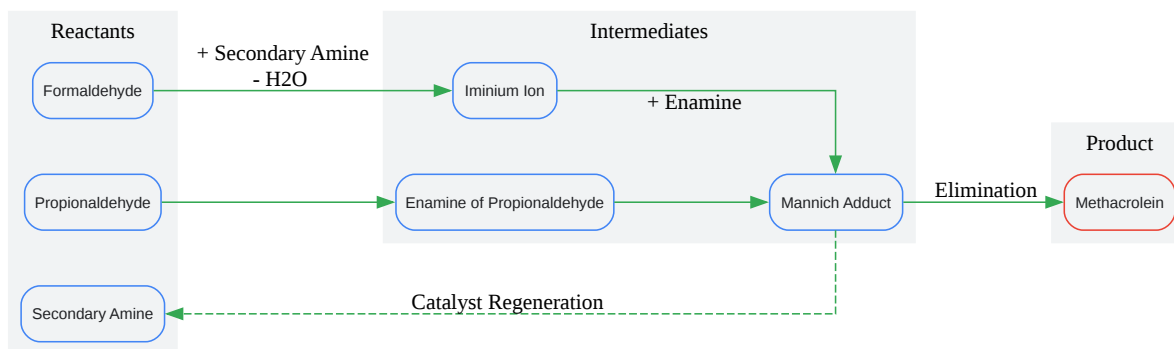 Reactants
Intermediates
+ Secondary Amine
- H2O
Formaldehyde
Iminium Ion
+ Enamine
Product
Propionaldehyde
Enamine of Propionaldehyde
Mannich Adduct
Elimination
Methacrolein
Secondary Amine
Catalyst Regeneration